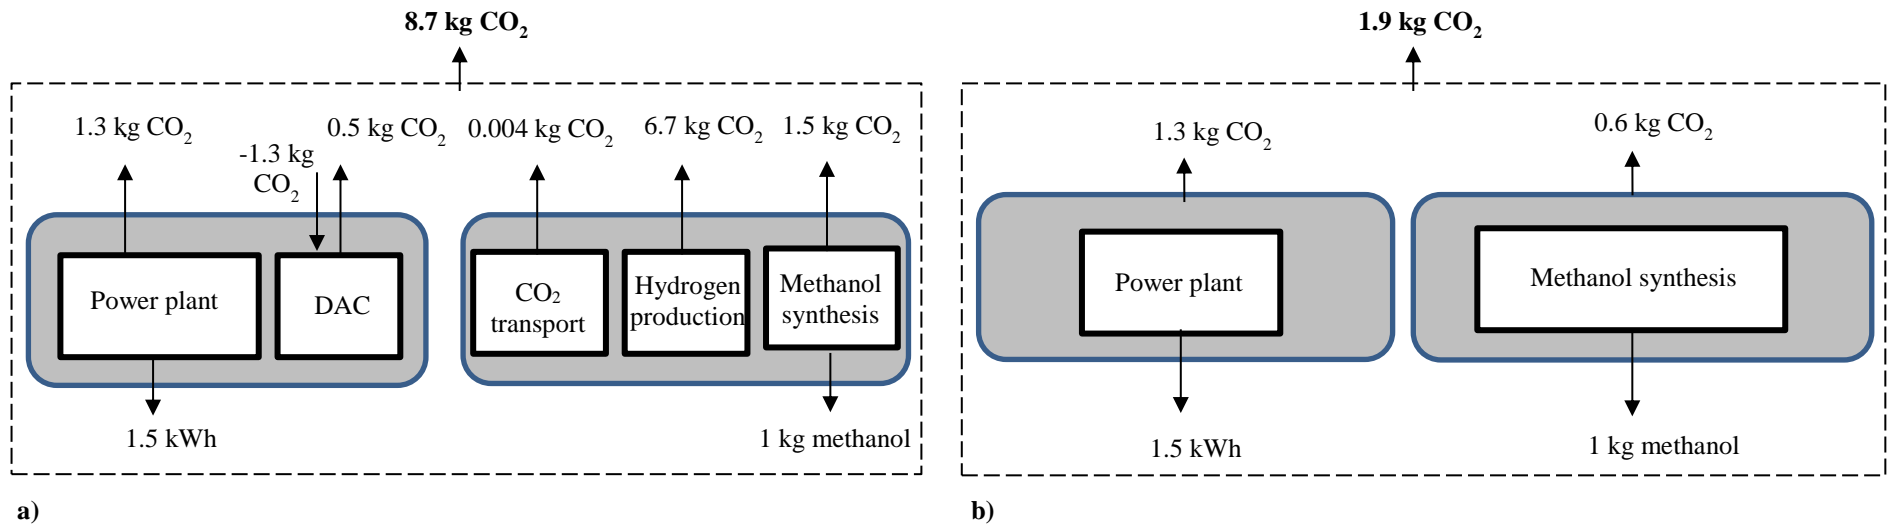 8.7 kg CO₂
1.3 kg CO₂
-1.3 kg
CO₂
0.5 kg CO₂
0.004 kg CO₂
6.7 kg CO₂
1.5 kg CO₂
Power plant
DAC
CO₂
transport
Hydrogen
production
Methanol
synthesis
1.5 kWh
1 kg methanol
a)
1.9 kg CO₂
1.3 kg CO₂
0.6 kg CO₂
Power plant
Methanol synthesis
1.5 kWh
1 kg methanol
b)